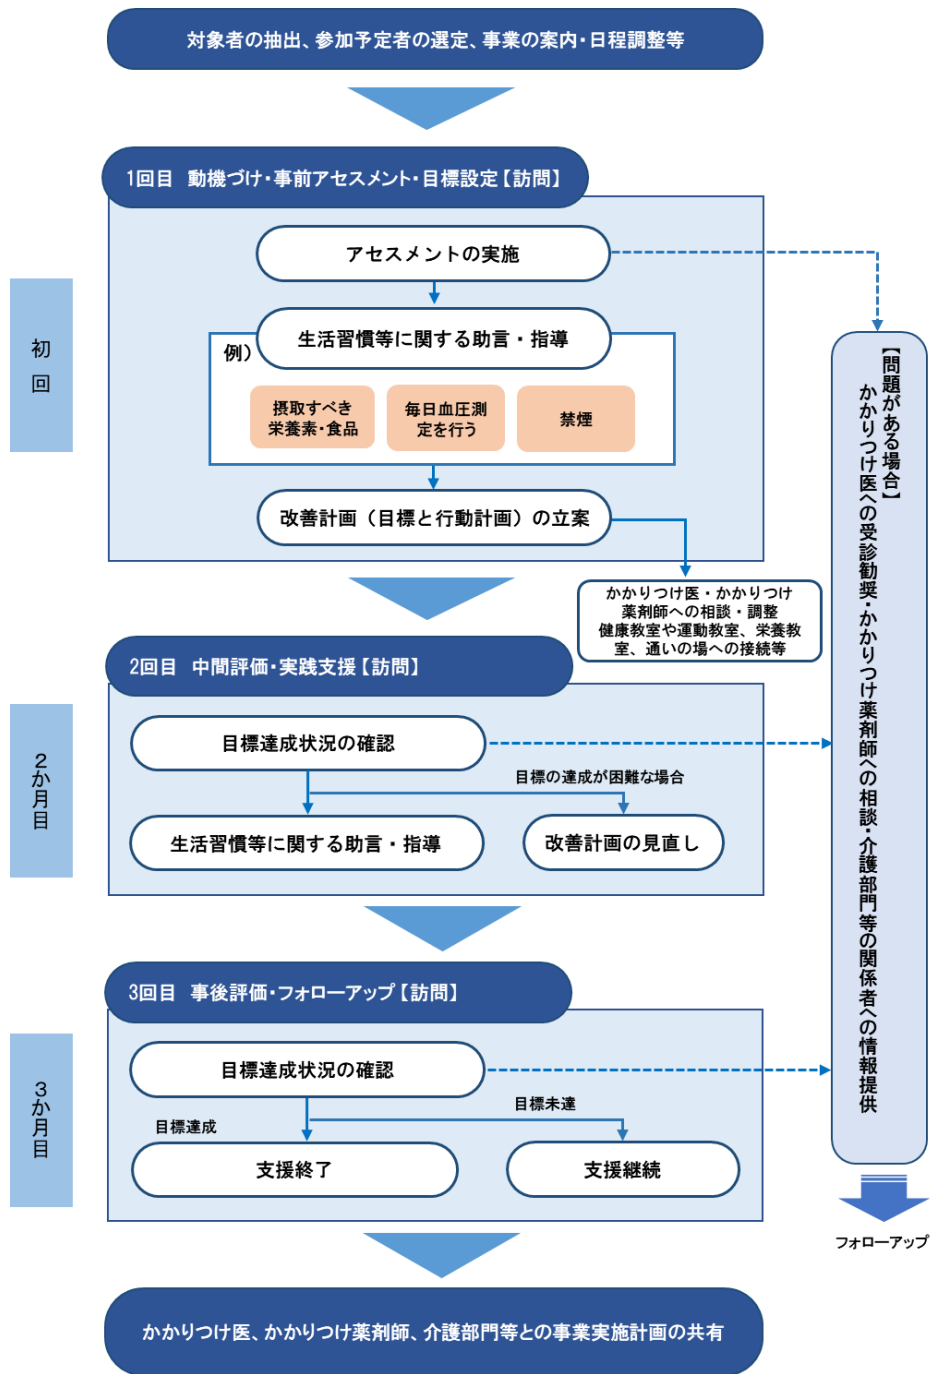 対象者の抽出、参加予定者の選定、事業の案内・日程調整等
1回目　動機づけ・事前アセスメント・目標設定【訪問】
初
回
アセスメントの実施
生活習慣等に関する助言・指導
例）
摂取すべき
栄養素・食品
毎日血圧測
定を行う
禁煙
改善計画（目標と行動計画）の立案
かかりつけ医・かかりつけ
薬剤師への相談・調整
健康教室や運動教室、栄養教
室、通いの場への接続等
【問題がある場合】
かかりつけ医への受診勧奨・かかりつけ薬剤師への相談・介護部門等の関係者への情報提供
2回目　中間評価・実践支援【訪問】
２か月目
目標達成状況の確認
目標の達成が困難な場合
生活習慣等に関する助言・指導
改善計画の見直し
3回目　事後評価・フォローアップ【訪問】
３か月目
目標達成状況の確認
目標未達
目標達成
支援終了
支援継続
フォローアップ
かかりつけ医、かかりつけ薬剤師、介護部門等との事業実施計画の共有